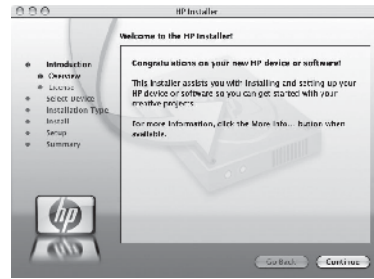 HP Installer
Welcome to the HP Installer!
Introduction
Overview
License
Select Device
Installation Type
Install
Setup
Summary
Congratulations on your new HP device or software!
This installer assists you with installing and setting up your
HP device or software so you can get started with your
creative projects.
For more information, click the More Info... button when
available.
hp
Go Back
Continue